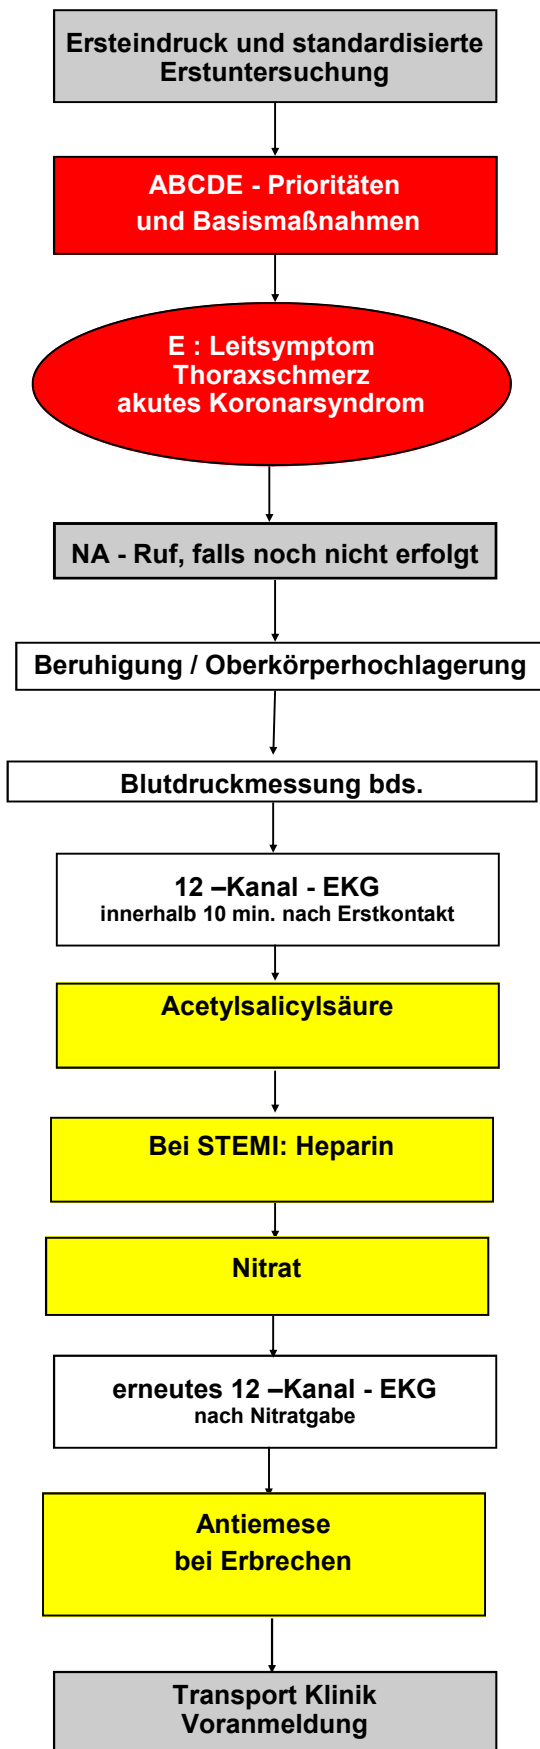 Ersteindruck und standardisierte
Erstuntersuchung
ABCDE - Prioritäten
und Basismaßnahmen
E : Leitsymptom
Thoraxschmerz
akutes Koronarsyndrom
NA - Ruf, falls noch nicht erfolgt
Beruhigung / Oberkörperhochlagerung
Blutdruckmessung bds.
12 –Kanal - EKG
innerhalb 10 min. nach Erstkontakt
Acetylsalicylsäure
Bei STEMI: Heparin
Nitrat
erneutes 12 –Kanal - EKG
nach Nitratgabe
Antiemese
bei Erbrechen
Transport Klinik
Voranmeldung